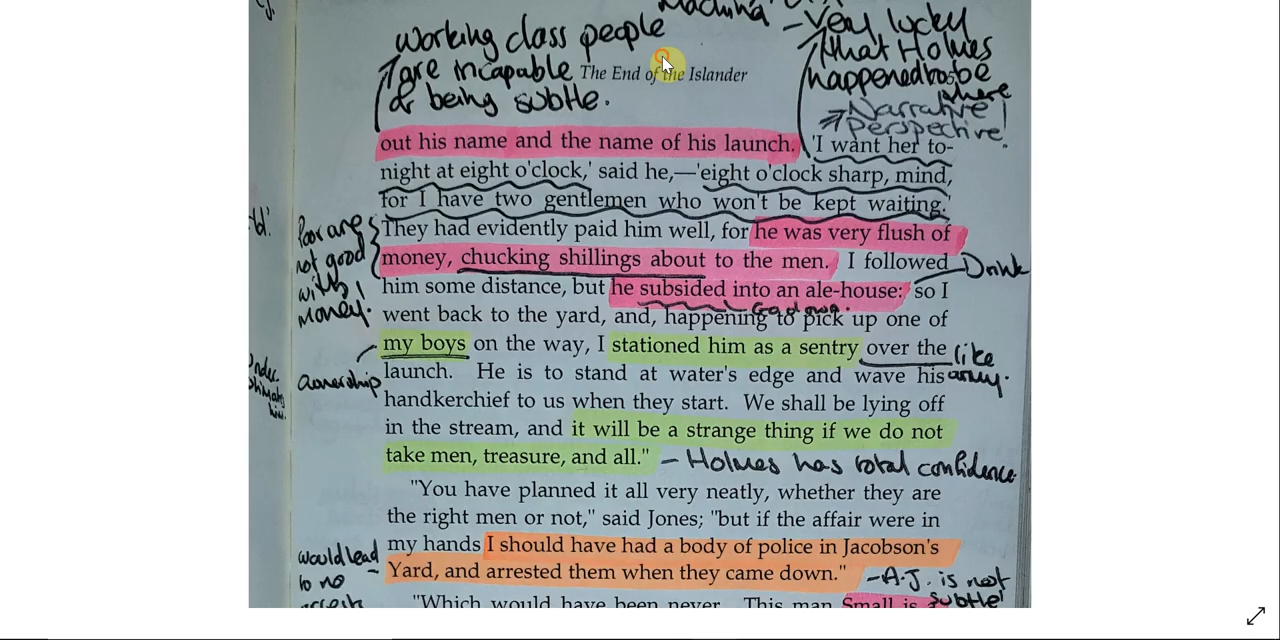 Machina
- Very lucky
that Holmes
happened to be
there!
Narrative
Perspective!
working class people
are incapable
of being subtle.
The End of the Islander
out his name and the name of his launch. 'I want her to-
night at eight o'clock,' said he,—'eight o'clock sharp, mind,
for I have two gentlemen who won't be kept waiting.'
They had evidently paid him well, for he was very flush of
money, chucking shillings about to the men. I followed
him some distance, but he subsided into an ale-house: so I
went back to the yard, and, happening to pick up one of
my boys on the way, I stationed him as a sentry over the
launch. He is to stand at water's edge and wave his
handkerchief to us when they start. We shall be lying off
in the stream, and it will be a strange thing if we do not
take men, treasure, and all."
Poor are
not good
with
money!
Drink
ownership
like
army.
- Holmes has total confidence.
"You have planned it all very neatly, whether they are
the right men or not," said Jones; "but if the affair were in
my hands I should have had a body of police in Jacobson's
Yard, and arrested them when they came down."
would lead
to no
arrests
- A.J. is not
subtle
"Which would have been never. This man Small is